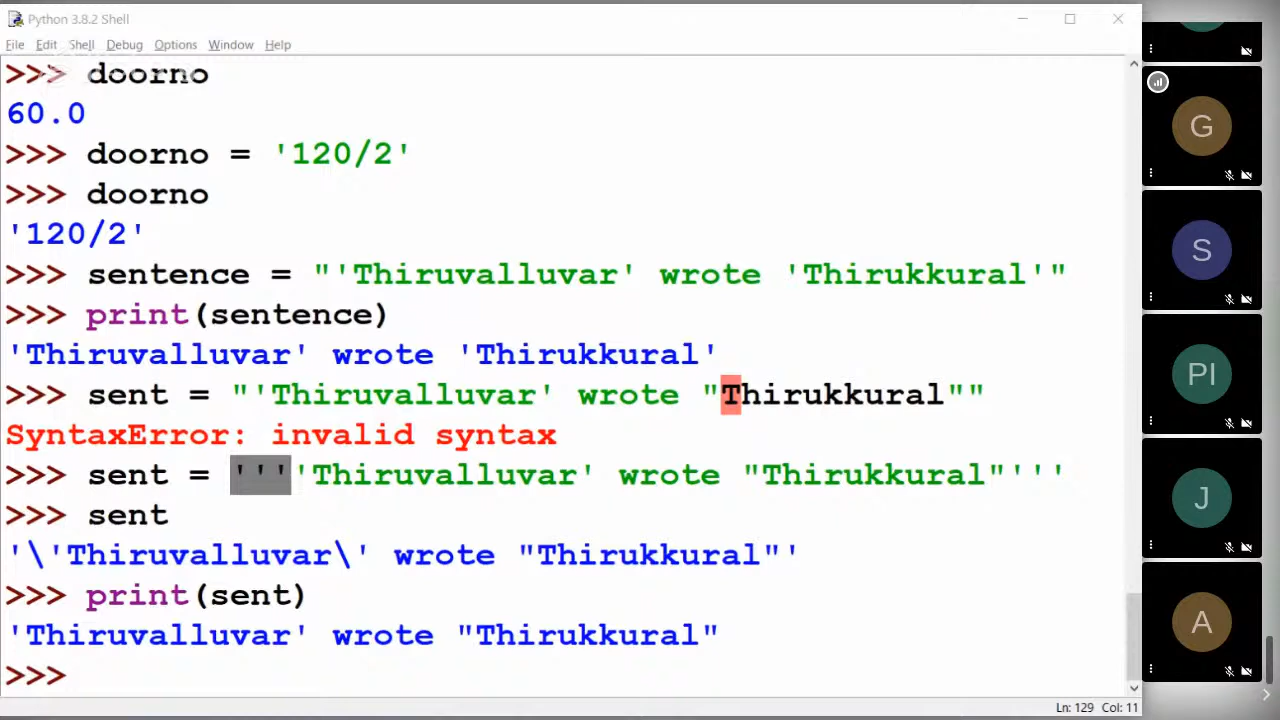 Python 3.8.2 Shell
File Edit Shell Debug Options Window Help
>>> doorno
60.0
>>> doorno = '120/2'
>>> doorno
'120/2'
>>> sentence = "'Thiruvalluvar' wrote 'Thirukkural'"
>>> print(sentence)
'Thiruvalluvar' wrote 'Thirukkural'
>>> sent = "'Thiruvalluvar' wrote "Thirukkural""
SyntaxError: invalid syntax
>>> sent = ''''Thiruvalluvar' wrote "Thirukkural"'''
>>> sent
'\'Thiruvalluvar\' wrote "Thirukkural"'
>>> print(sent)
'Thiruvalluvar' wrote "Thirukkural"
>>>
Ln: 129 Col: 11
G
S
PI
J
A